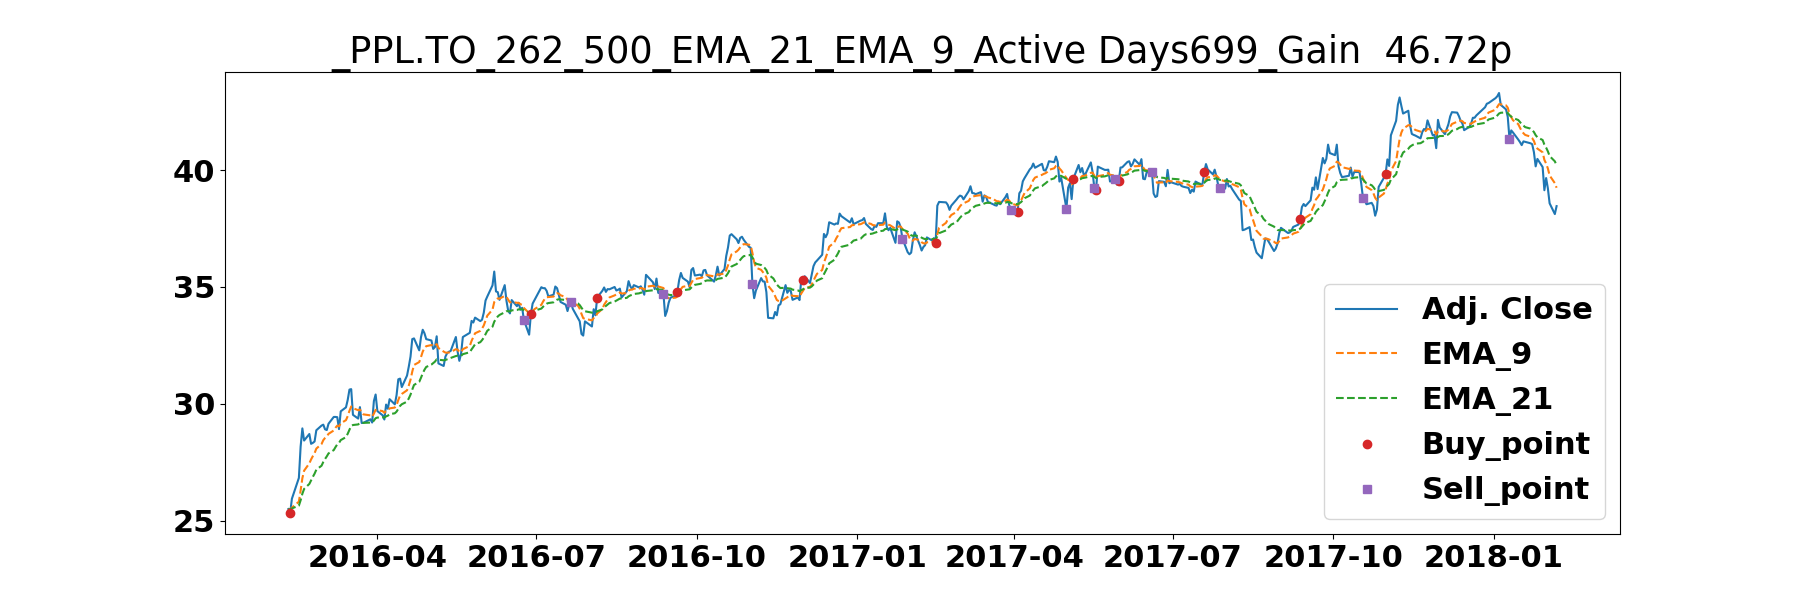 _PPL.TO_262_500_EMA_21_EMA_9_Active Days699_Gain  46.72p
40
35
30
25
Adj. Close
EMA_9
EMA_21
Buy_point
Sell_point
2016-04 2016-07 2016-10 2017-01 2017-04 2017-07 2017-10 2018-01